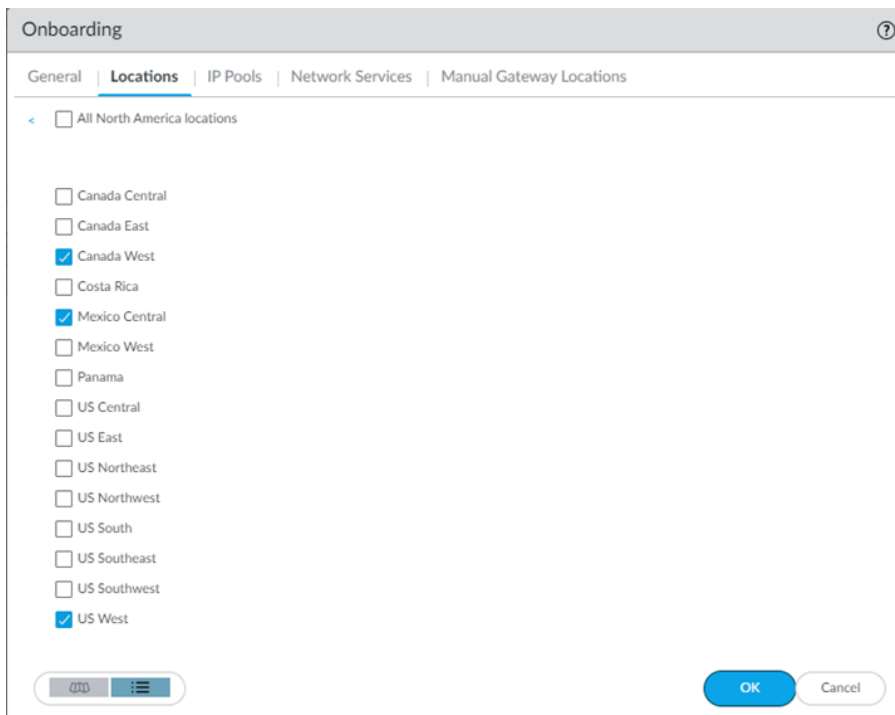 Onboarding ?
General | Locations | IP Pools | Network Services | Manual Gateway Locations
< All North America locations
Canada Central
Canada East
Canada West
Costa Rica
Mexico Central
Mexico West
Panama
US Central
US East
US Northeast
US Northwest
US South
US Southeast
US Southwest
US West
OK Cancel